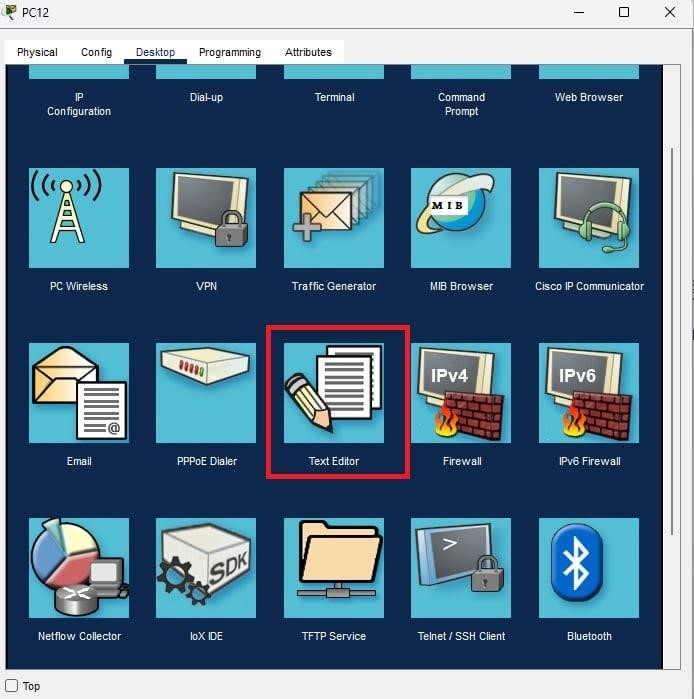 PC12
Physical Config Desktop Programming Attributes
IP
Configuration
Dial-up
Terminal
Command
Prompt
Web Browser
MIB
PC Wireless
VPN
Traffic Generator
MIB Browser
Cisco IP Communicator
@
IPv4
IPv6
Email
PPPoE Dialer
Text Editor
Firewall
IPv6 Firewall
SDK
>
Netflow Collector
IoX IDE
TFTP Service
Telnet / SSH Client
Bluetooth
Top